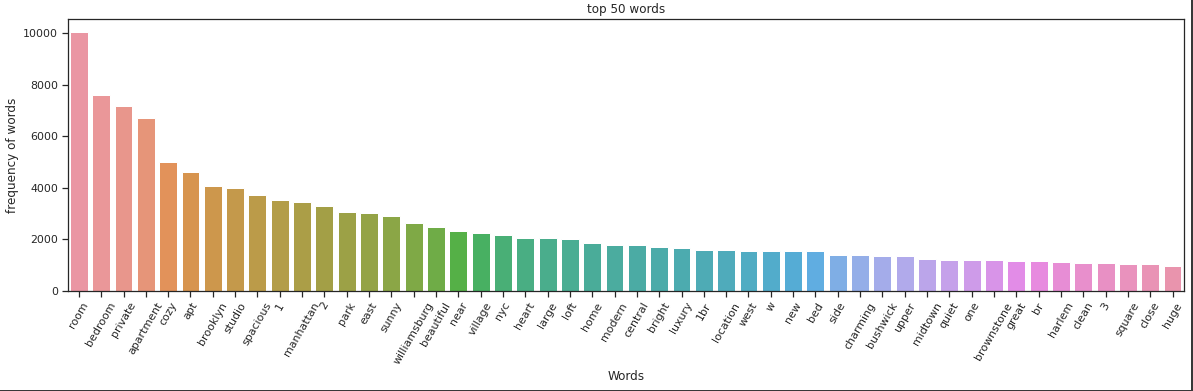 top 50 words
frequency of words
10000
8000
6000
4000
2000
0
room
bedroom
private
apartment
cozy
apt
brooklyn
studio
spacious
1
manhattan
2
park
east
sunny
williamsburg
beautiful
near
village
nyc
heart
large
loft
home
modern
central
bright
luxury
1br
location
west
w
new
bed
side
charming
bushwick
upper
midtown
quiet
one
brownstone
great
br
harlem
clean
3
square
close
huge
Words